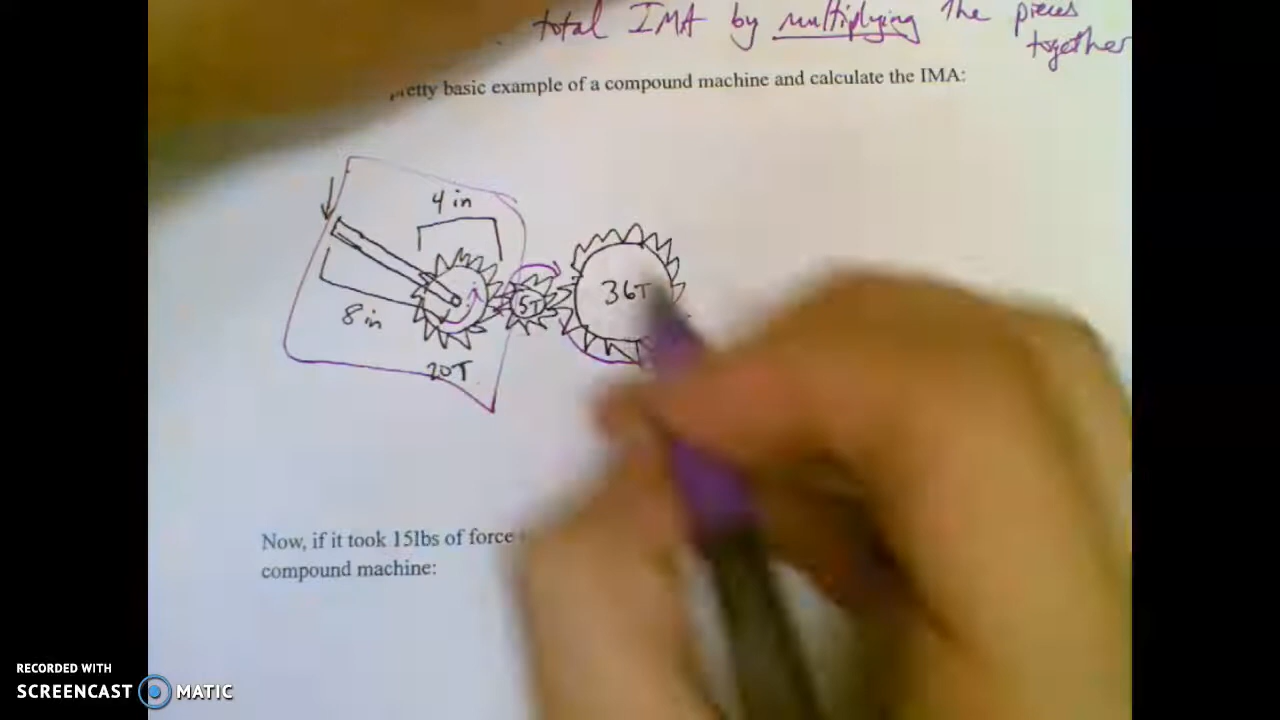 total IMA by multiplying the pieces
together
pretty basic example of a compound machine and calculate the IMA:
4 in
8 in
20T
5T
36T
Now, if it took 15lbs of force
compound machine:
RECORDED WITH
SCREENCAST MATIC